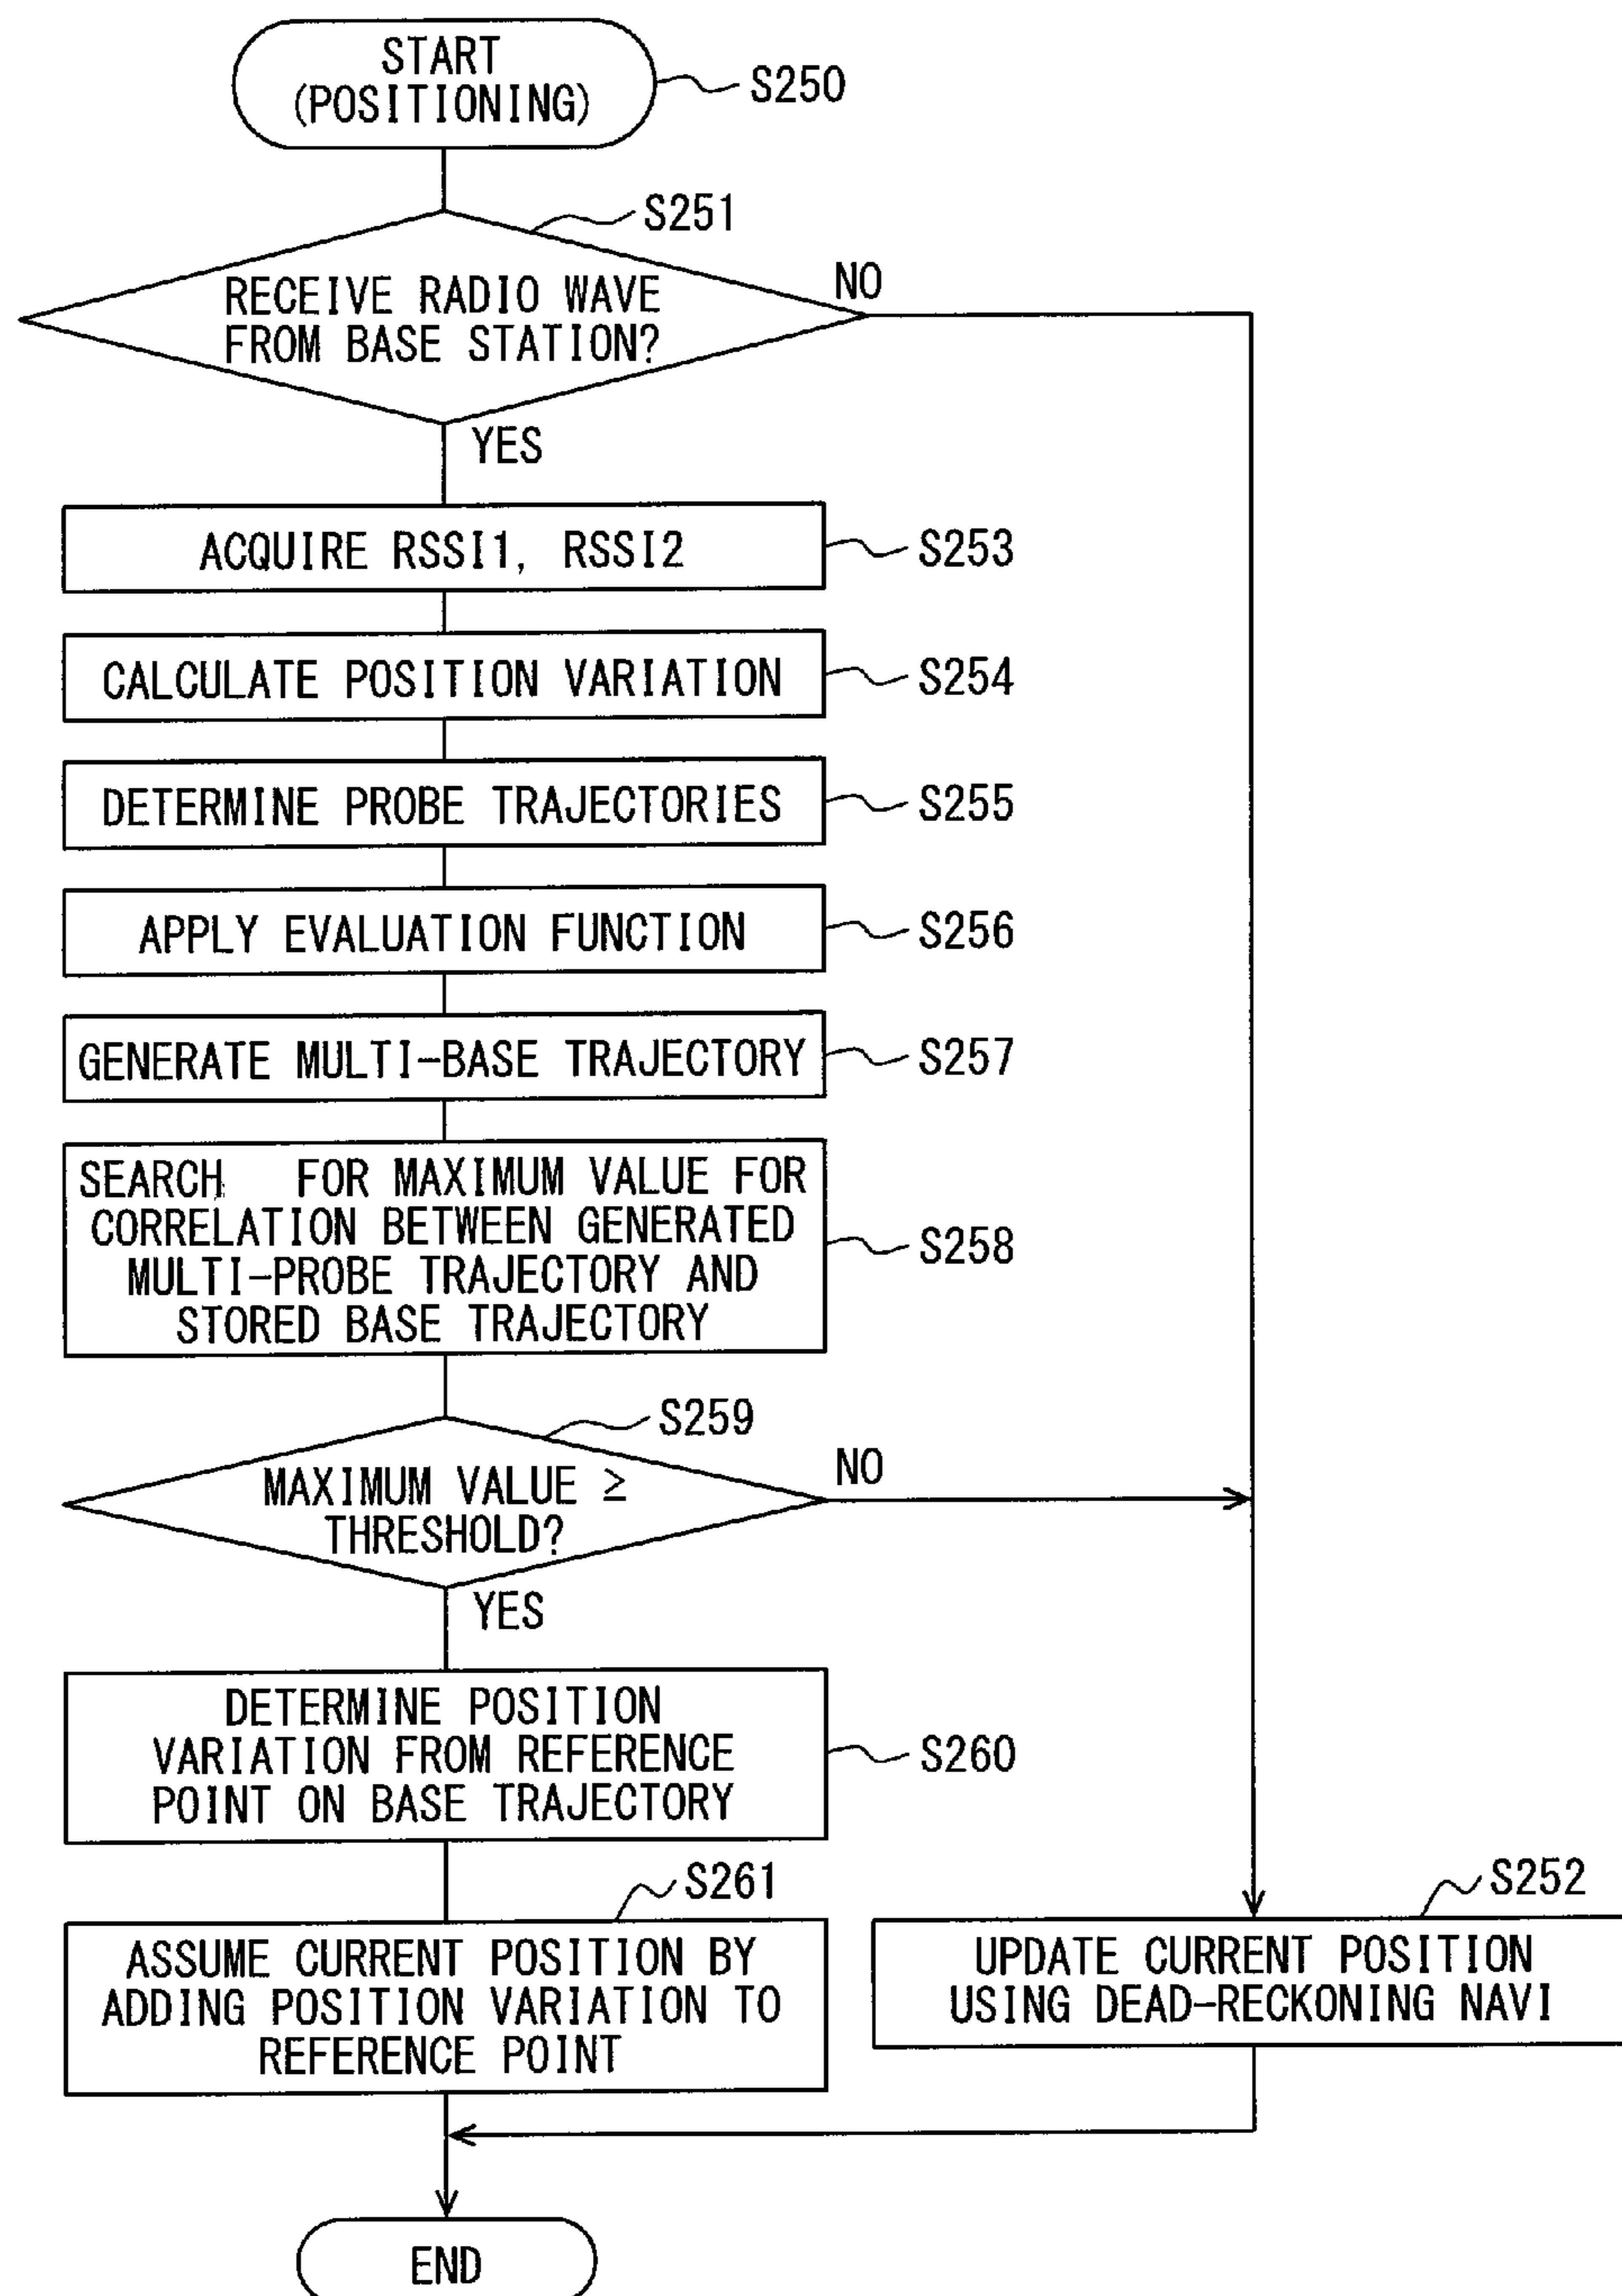 START
(POSITIONING)
S250
S251
RECEIVE RADIO WAVE
FROM BASE STATION?
NO
YES
ACQUIRE RSSI1, RSSI2
S253
CALCULATE POSITION VARIATION
S254
DETERMINE PROBE TRAJECTORIES
S255
APPLY EVALUATION FUNCTION
S256
GENERATE MULTI-BASE TRAJECTORY
S257
SEARCH FOR MAXIMUM VALUE FOR
CORRELATION BETWEEN GENERATED
MULTI-PROBE TRAJECTORY AND
STORED BASE TRAJECTORY
S258
S259
MAXIMUM VALUE ≥
THRESHOLD?
NO
YES
DETERMINE POSITION
VARIATION FROM REFERENCE
POINT ON BASE TRAJECTORY
S260
S261
ASSUME CURRENT POSITION BY
ADDING POSITION VARIATION TO
REFERENCE POINT
S252
UPDATE CURRENT POSITION
USING DEAD-RECKONING NAVI
END